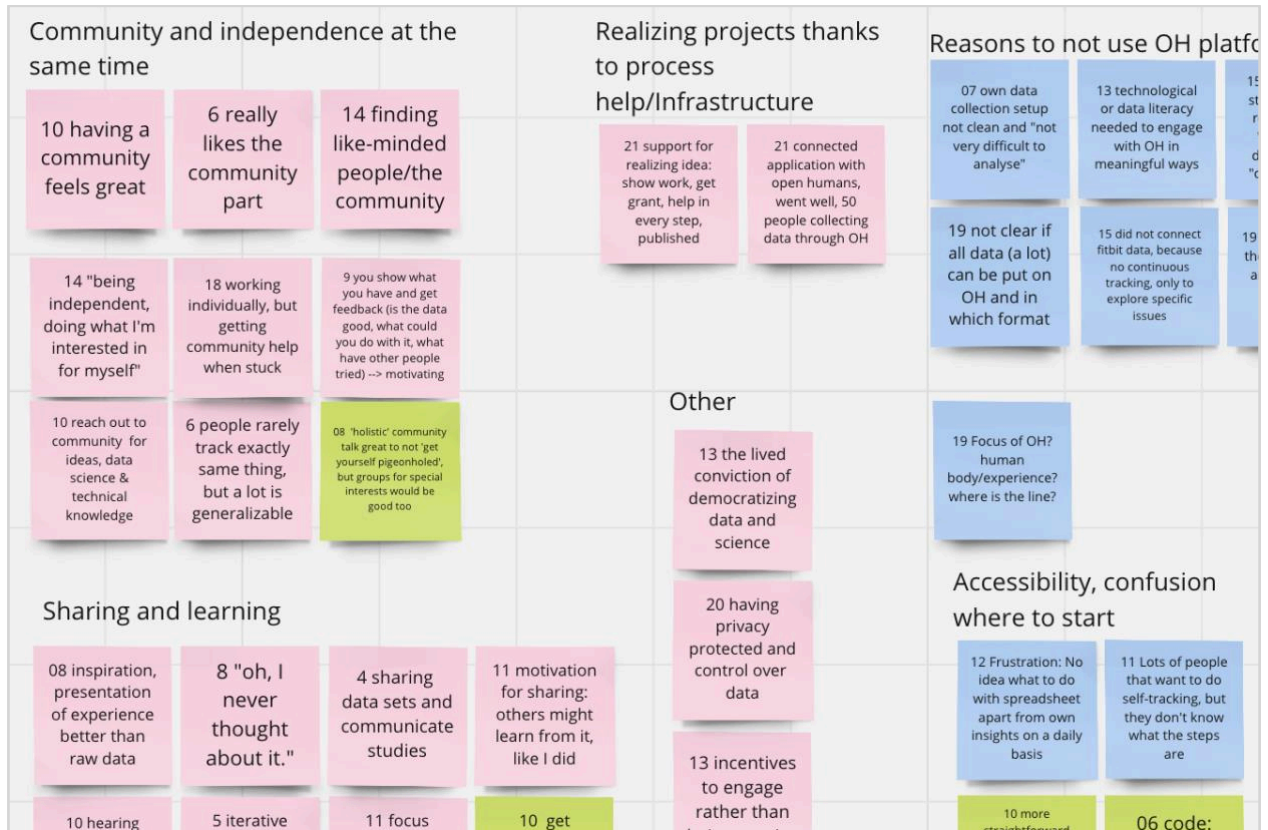 Community and independence at the
same time
10 having a
community
feels great
6 really
likes the
community
part
14 finding
like-minded
people/the
community
14 "being
independent,
doing what I'm
interested in
for myself"
18 working
individually, but
getting
community help
when stuck
9 you show what
you have and get
feedback (is the data
good, what could
you do with it, what
have other people
tried) --> motivating
10 reach out to
community for
ideas, data
science &
technical
knowledge
6 people rarely
track exactly
same thing,
but a lot is
generalizable
08 'holistic' community
talk great to not 'get
yourself pigeonholed',
but groups for special
interests would be
good too
Realizing projects thanks
to process
help/Infrastructure
21 support for
realizing idea:
show work, get
grant, help in
every step,
published
21 connected
application with
open humans,
went well, 50
people collecting
data through OH
Reasons to not use OH platfo
07 own data
collection setup
not clean and "not
very difficult to
analyse"
13 technological
or data literacy
needed to engage
with OH in
meaningful ways
15
st
r
d
"c
19 not clear if
all data (a lot)
can be put on
OH and in
which format
15 did not connect
fitbit data, because
no continuous
tracking, only to
explore specific
issues
19
the
a
19 Focus of OH?
human
body/experience?
where is the line?
Other
13 the lived
conviction of
democratizing
data and
science
20 having
privacy
protected and
control over
data
13 incentives
to engage
rather than
Sharing and learning
08 inspiration,
presentation
of experience
better than
raw data
8 "oh, I
never
thought
about it."
4 sharing
data sets and
communicate
studies
11 motivation
for sharing:
others might
learn from it,
like I did
10 hearing
5 iterative
11 focus
10 get
Accessibility, confusion
where to start
12 Frustration: No
idea what to do
with spreadsheet
apart from own
insights on a daily
basis
11 Lots of people
that want to do
self-tracking, but
they don't know
what the steps
are
10 more
straightforward
06 code: